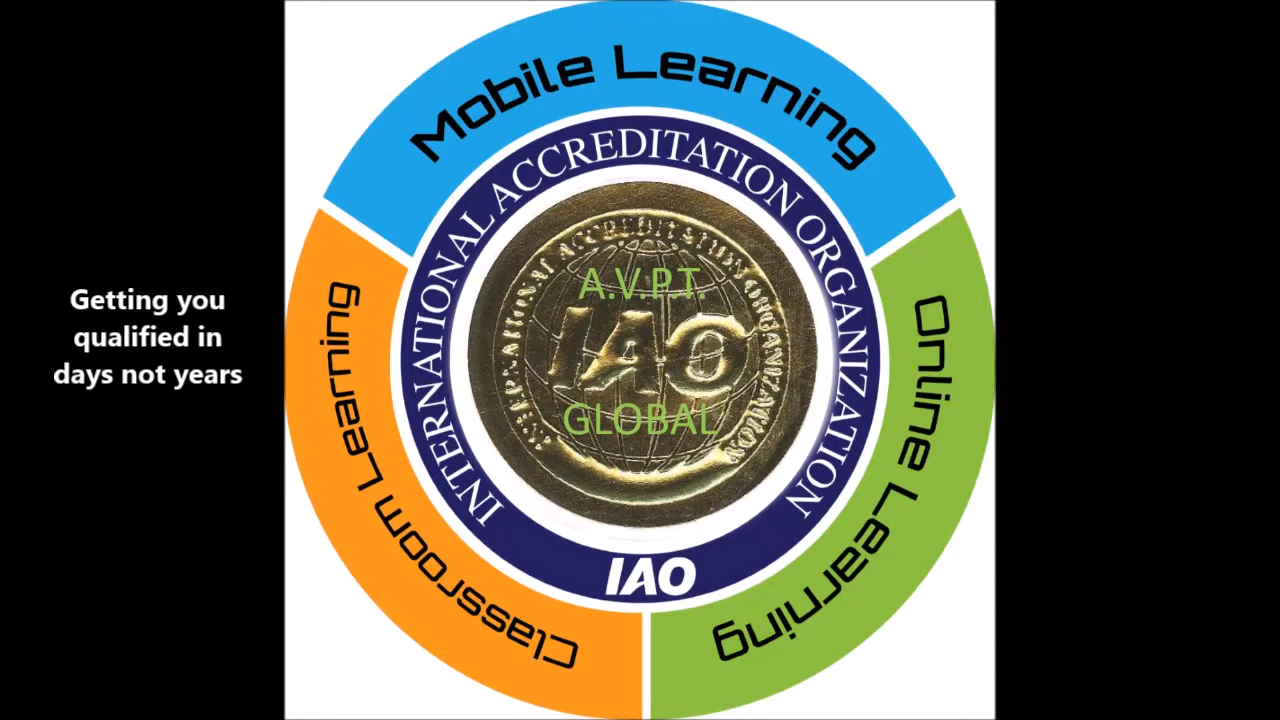 Mobile Learning
INTERNATIONAL ACCREDITATION ORGANIZATION
A.V.P.T.
IAO
GLOBAL
IAO
Getting you
qualified in
days not years
Classroom Learning
Online Learning